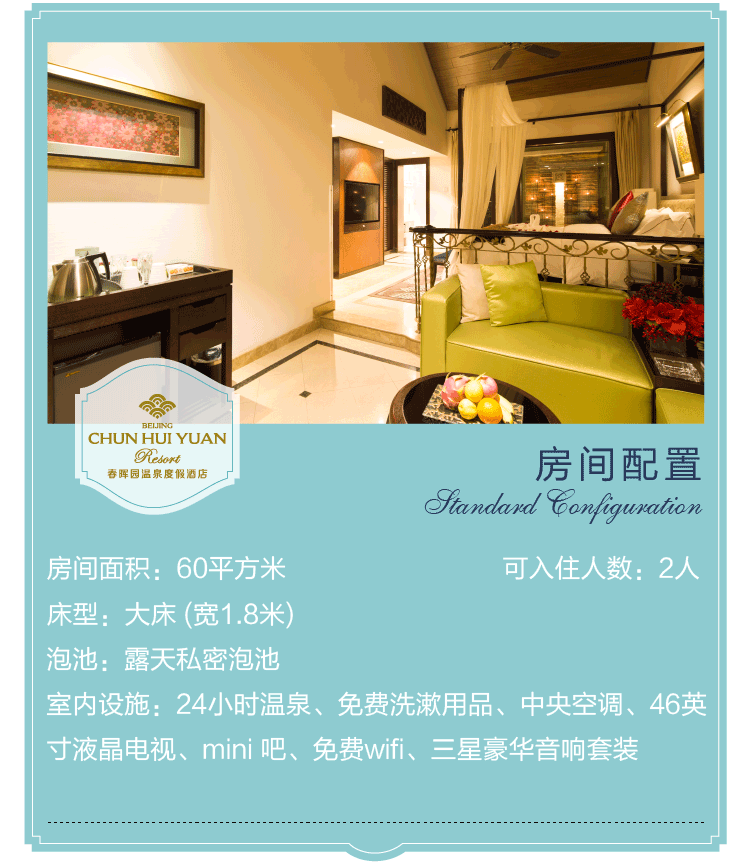 BEIJING
CHUN HUI YUAN
Resort
春晖园温泉度假酒店
房间配置
Standard Configuration
房间面积：60平方米 可入住人数：2人
床型：大床 (宽1.8米)
泡池：露天私密泡池
室内设施：24小时温泉、免费洗漱用品、中央空调、46英
寸液晶电视、mini 吧、免费wifi、三星豪华音响套装